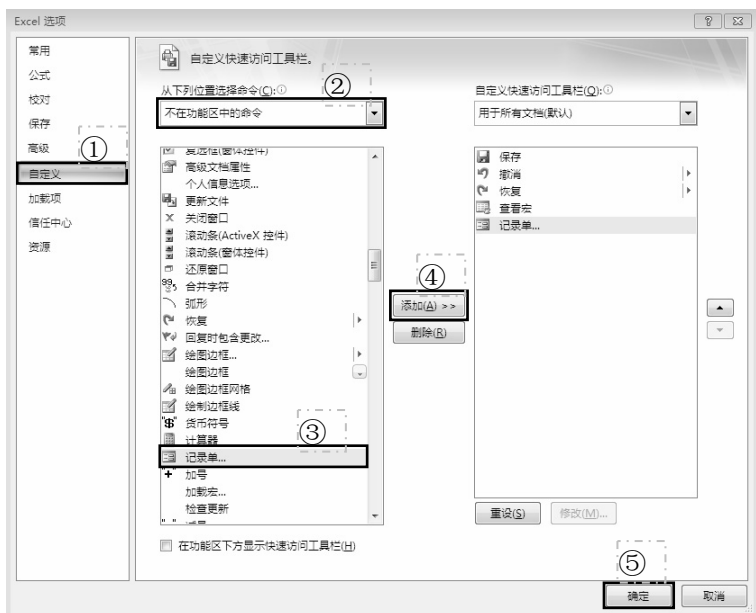 Excel 选项
常用
公式
校对
保存
高级
①
自定义
加载项
信任中心
资源
自定义快速访问工具栏。
从下列位置选择命令(C):
②
不在功能区中的命令
复选框(窗体控件)
高级文档属性
个人信息选项...
更新文件
关闭窗口
滚动条(ActiveX 控件)
滚动条(窗体控件)
还原窗口
合并字符
弧形
恢复
回复时包含更改...
绘图边框...
绘图边框
绘图边框网格
绘制边框线
货币符号
③
计算器
记录单...
加号
加载宏...
检查更新
减号
在功能区下方显示快速访问工具栏(H)
④
添加(A) >>
删除(R)
自定义快速访问工具栏(Q):
用于所有文档(默认)
保存
撤消
恢复
查看宏
记录单...
重设(S)
修改(M)...
⑤
确定
取消